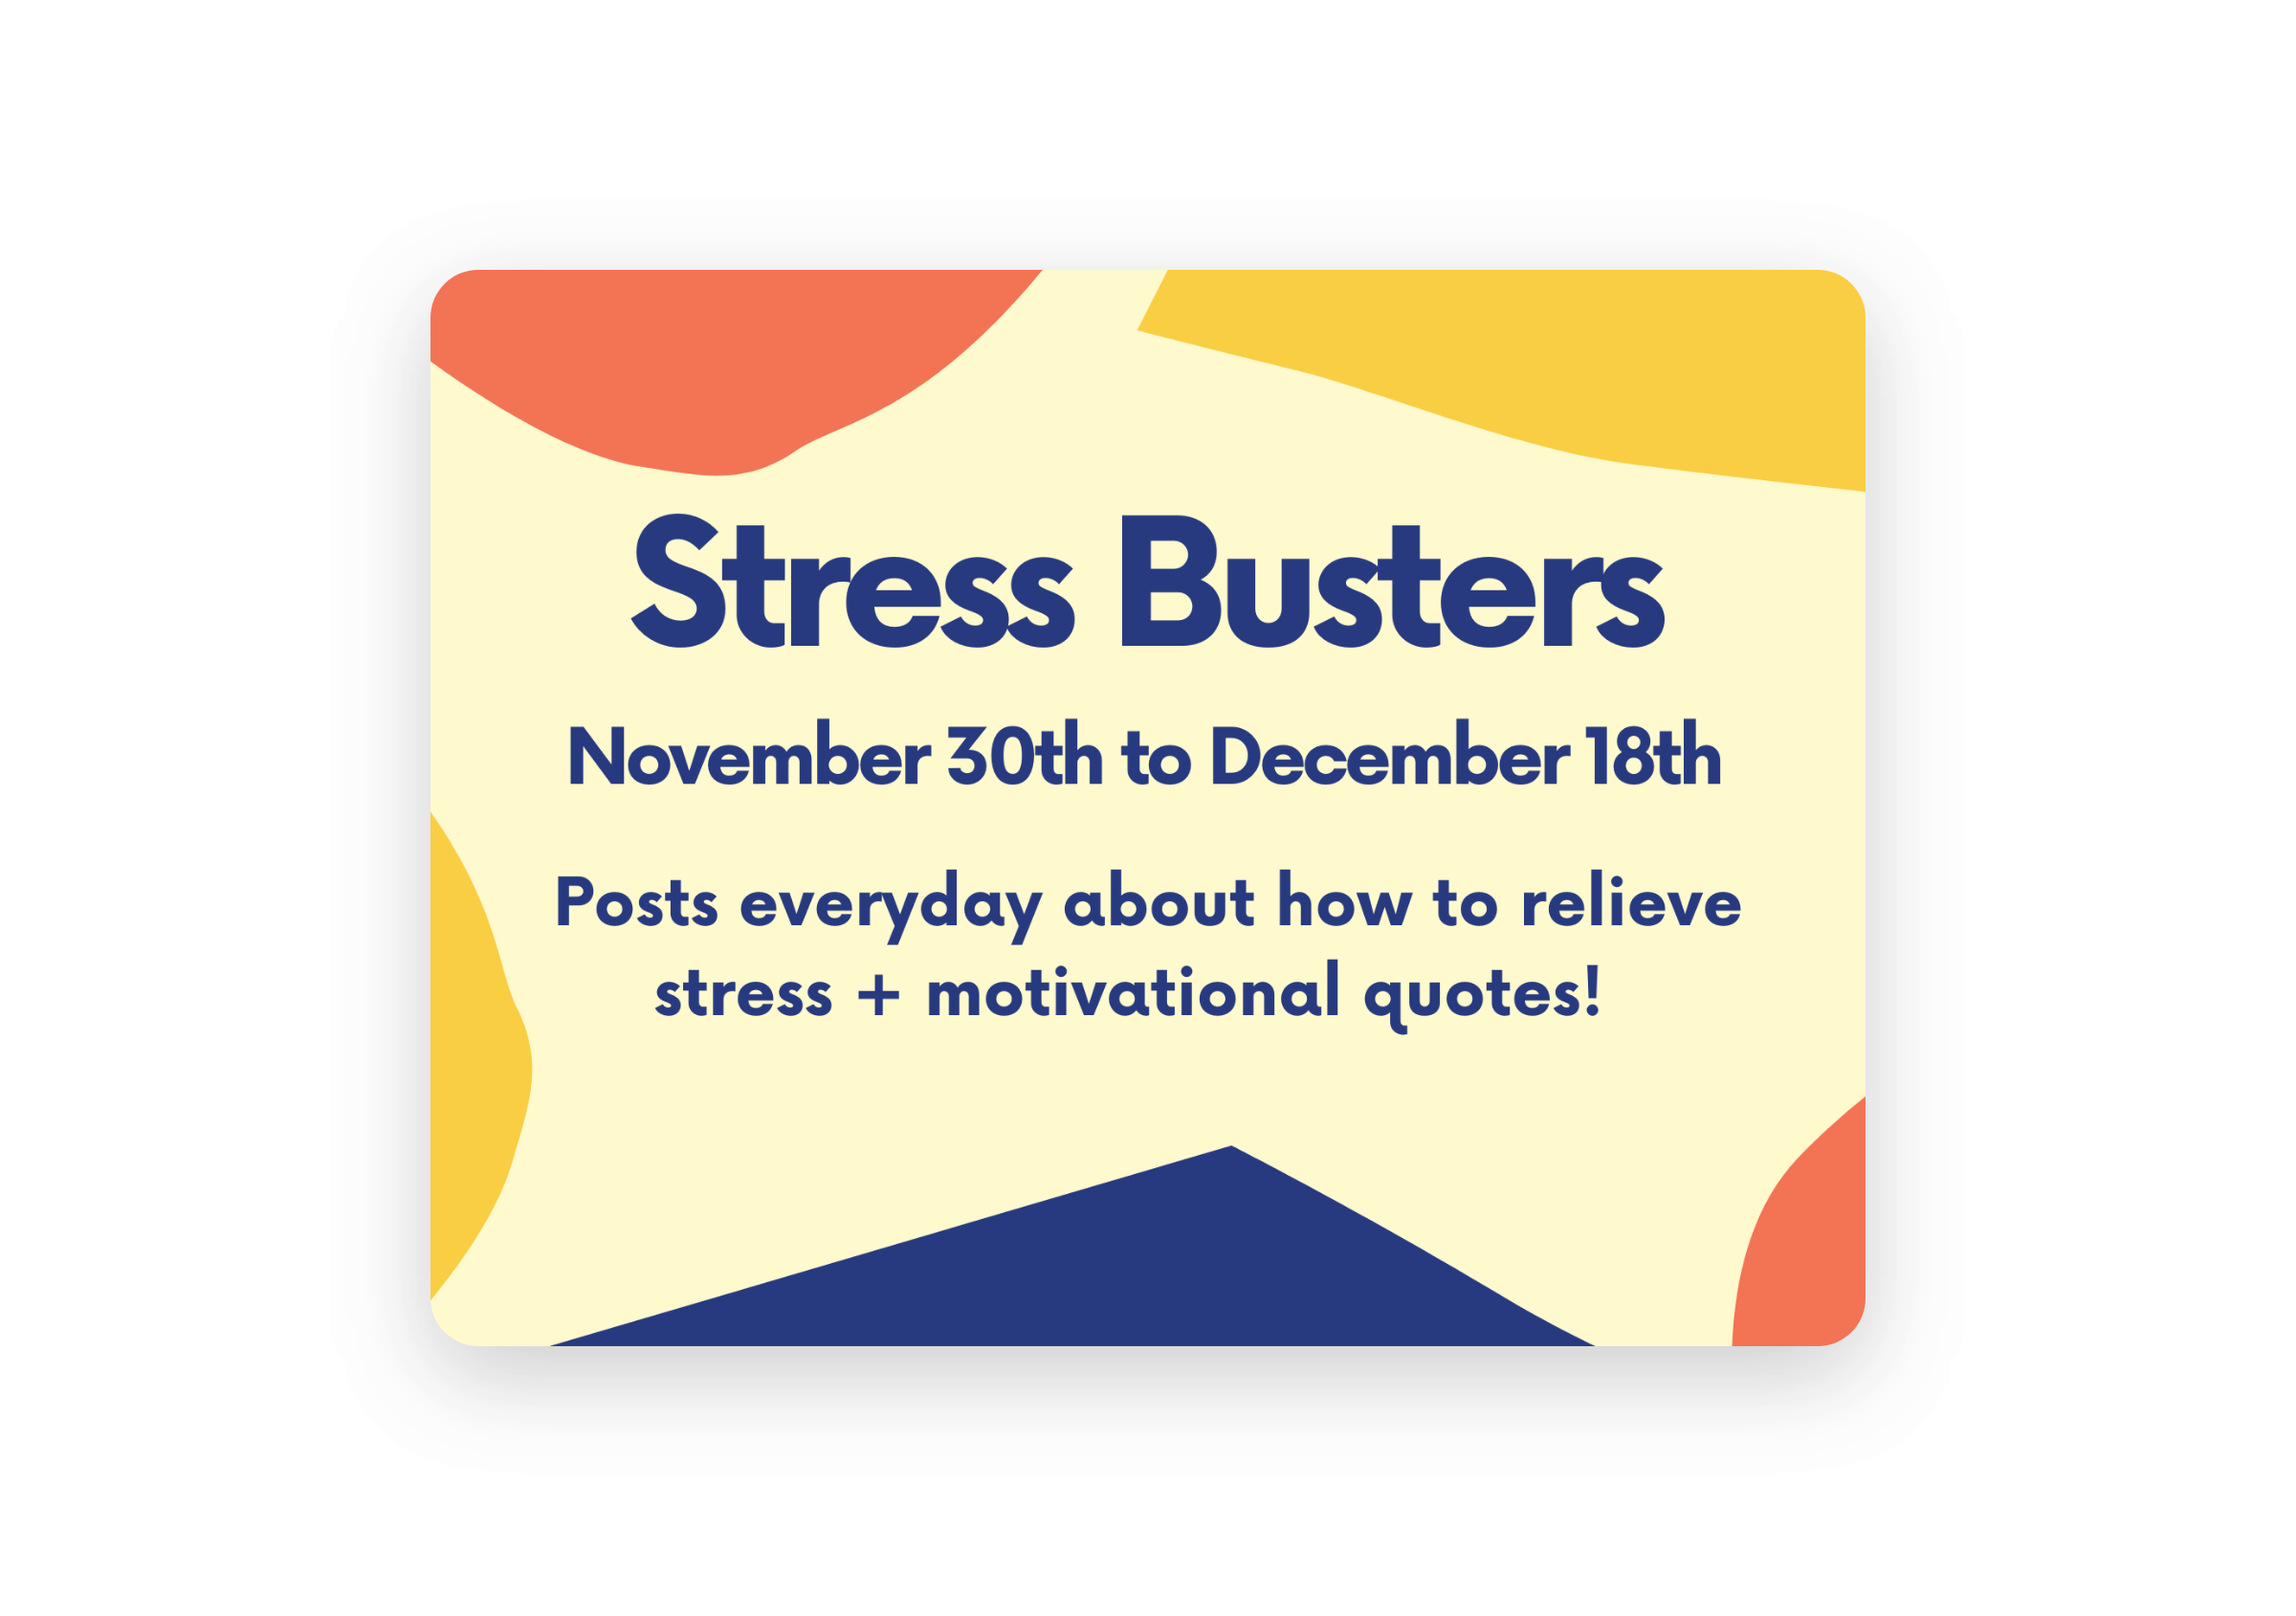 Stress Busters
November 30th to December 18th
Posts everyday about how to relieve
stress + motivational quotes!